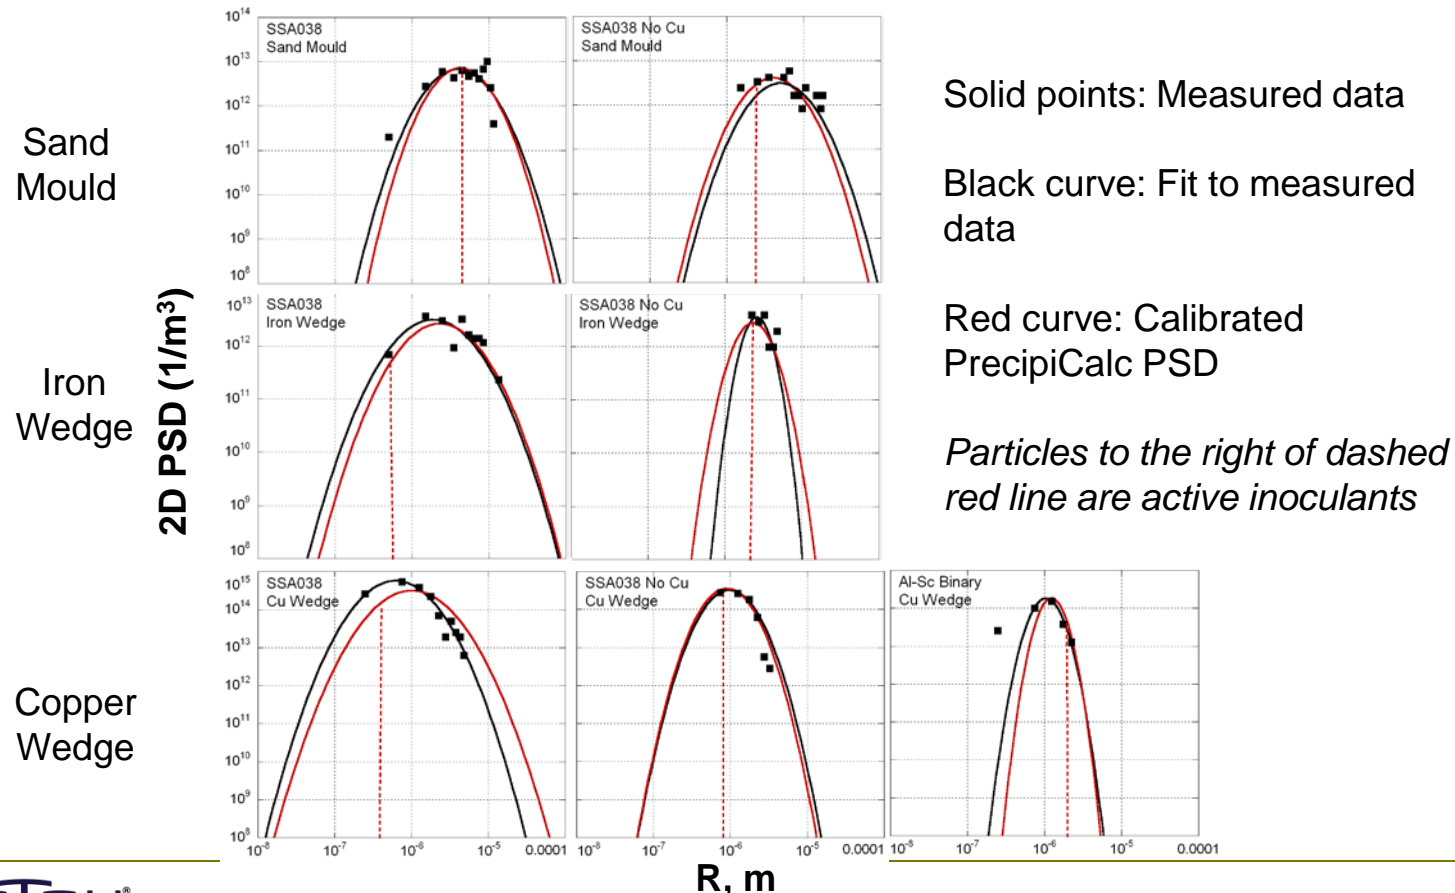 Sand
Mould
Iron
Wedge
Copper
Wedge
2D PSD (1/m³)
10¹⁴
10¹³
10¹²
10¹¹
10¹⁰
10⁹
10⁸
SSA038
Sand Mould
SSA038 No Cu
Sand Mould
10¹³
10¹²
10¹¹
10¹⁰
10⁹
10⁸
SSA038
Iron Wedge
SSA038 No Cu
Iron Wedge
10¹⁵
10¹⁴
10¹³
10¹²
10¹¹
10¹⁰
10⁹
10⁸
SSA038
Cu Wedge
SSA038 No Cu
Cu Wedge
Al-Sc Binary
Cu Wedge
10⁻⁸ 10⁻⁷ 10⁻⁶ 10⁻⁵ 0.0001
10⁻⁸ 10⁻⁷ 10⁻⁶ 10⁻⁵ 0.0001
10⁻⁸ 10⁻⁷ 10⁻⁶ 10⁻⁵ 0.0001
R, m
Solid points: Measured data
Black curve: Fit to measured
data
Red curve: Calibrated
PrecipiCalc PSD
Particles to the right of dashed
red line are active inoculants